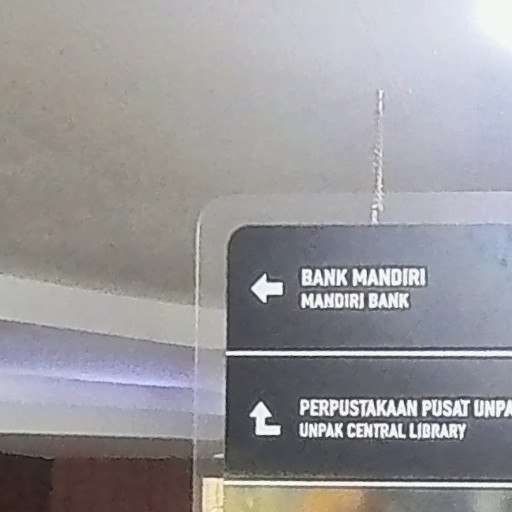 BANK MANDIRI
MANDIRI BANK
PERPUSTAKAAN PUSAT UNPA
UNPAK CENTRAL LIBRARY